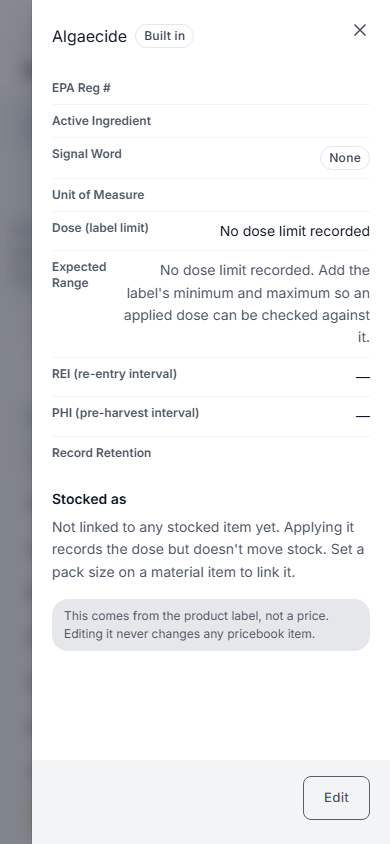 Algaecide
Built in
EPA Reg #
Active Ingredient
Signal Word
None
Unit of Measure
Dose (label limit)
No dose limit recorded
Expected
Range
No dose limit recorded. Add the
label's minimum and maximum so an
applied dose can be checked against
it.
REI (re-entry interval)
—
PHI (pre-harvest interval)
—
Record Retention
Stocked as
Not linked to any stocked item yet. Applying it
records the dose but doesn't move stock. Set a
pack size on a material item to link it.
This comes from the product label, not a price.
Editing it never changes any pricebook item.
Edit